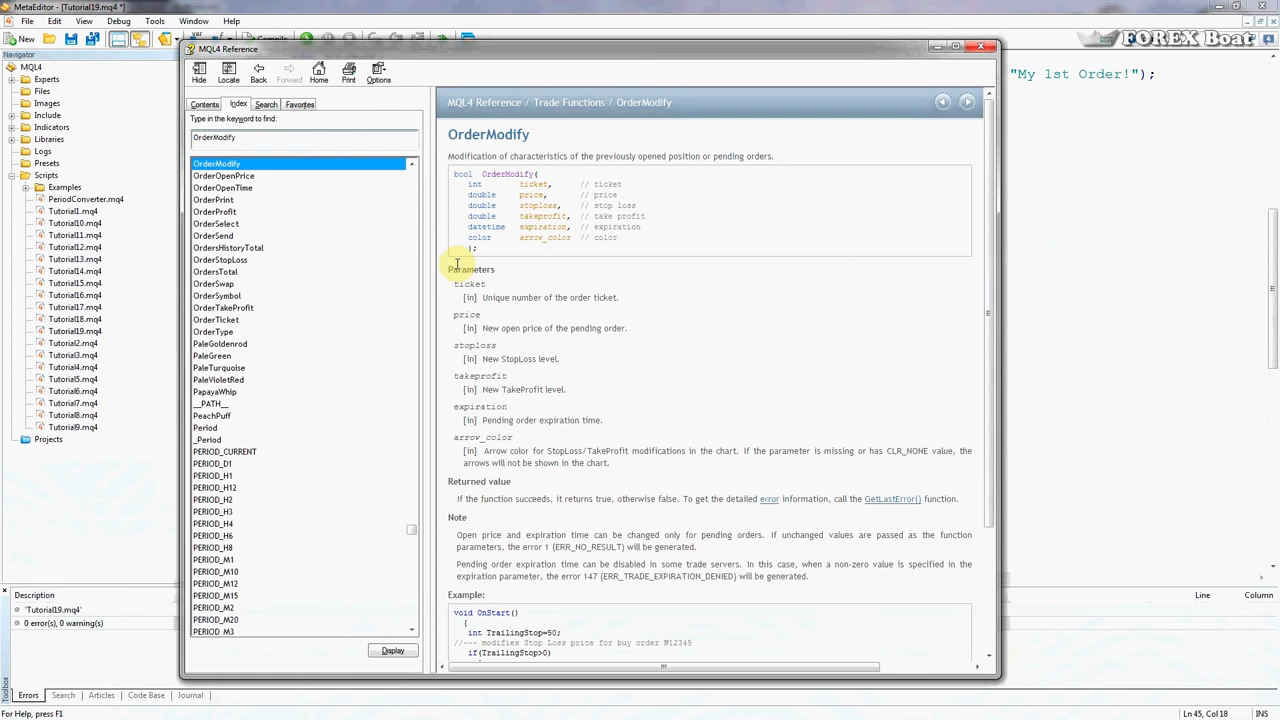 MetaEditor - [Tutorial19.mq4 *]
File Edit View Debug Tools Window Help
New
FOREX Boat
Navigator
MQL4
Experts
Files
Images
Include
Indicators
Libraries
Logs
Presets
Scripts
Examples
PeriodConverter.mq4
Tutorial1.mq4
Tutorial10.mq4
Tutorial11.mq4
Tutorial12.mq4
Tutorial13.mq4
Tutorial14.mq4
Tutorial15.mq4
Tutorial16.mq4
Tutorial17.mq4
Tutorial18.mq4
Tutorial19.mq4
Tutorial2.mq4
Tutorial3.mq4
Tutorial4.mq4
Tutorial5.mq4
Tutorial6.mq4
Tutorial7.mq4
Tutorial8.mq4
Tutorial9.mq4
Projects
"My 1st Order!");
MQL4 Reference
Hide Locate Back Forward Home Print Options
Contents Index Search Favorites
Type in the keyword to find:
OrderModify
OrderModify
OrderOpenPrice
OrderOpenTime
OrderPrint
OrderProfit
OrderSelect
OrderSend
OrdersHistoryTotal
OrderStopLoss
OrdersTotal
OrderSwap
OrderSymbol
OrderTakeProfit
OrderTicket
OrderType
PaleGoldenrod
PaleGreen
PaleTurquoise
PaleVioletRed
PapayaWhip
__PATH__
PeachPuff
Period
_Period
PERIOD_CURRENT
PERIOD_D1
PERIOD_H1
PERIOD_H12
PERIOD_H2
PERIOD_H3
PERIOD_H4
PERIOD_H6
PERIOD_H8
PERIOD_M1
PERIOD_M10
PERIOD_M12
PERIOD_M15
PERIOD_M2
PERIOD_M20
PERIOD_M3
Display
MQL4 Reference / Trade Functions / OrderModify
OrderModify
Modification of characteristics of the previously opened position or pending orders.
bool OrderModify(
int ticket, // ticket
double price, // price
double stoploss, // stop loss
double takeprofit, // take profit
datetime expiration, // expiration
color arrow_color // color
);
Parameters
ticket
[in] Unique number of the order ticket.
price
[in] New open price of the pending order.
stoploss
[in] New StopLoss level.
takeprofit
[in] New TakeProfit level.
expiration
[in] Pending order expiration time.
arrow_color
[in] Arrow color for StopLoss/TakeProfit modifications in the chart. If the parameter is missing or has CLR_NONE value, the
arrows will not be shown in the chart.
Returned value
If the function succeeds, it returns true, otherwise false. To get the detailed error information, call the GetLastError() function.
Note
Open price and expiration time can be changed only for pending orders. If unchanged values are passed as the function
parameters, the error 1 (ERR_NO_RESULT) will be generated.
Pending order expiration time can be disabled in some trade servers. In this case, when a non-zero value is specified in the
expiration parameter, the error 147 (ERR_TRADE_EXPIRATION_DENIED) will be generated.
Example:
void OnStart()
{
int TrailingStop=50;
//--- modifies Stop Loss price for buy order №12345
if(TrailingStop>0)
Description Line Column
'Tutorial19.mq4'
0 error(s), 0 warning(s)
Toolbox
Errors Search Articles Code Base Journal
For Help, press F1
Ln 45, Col 18 INS